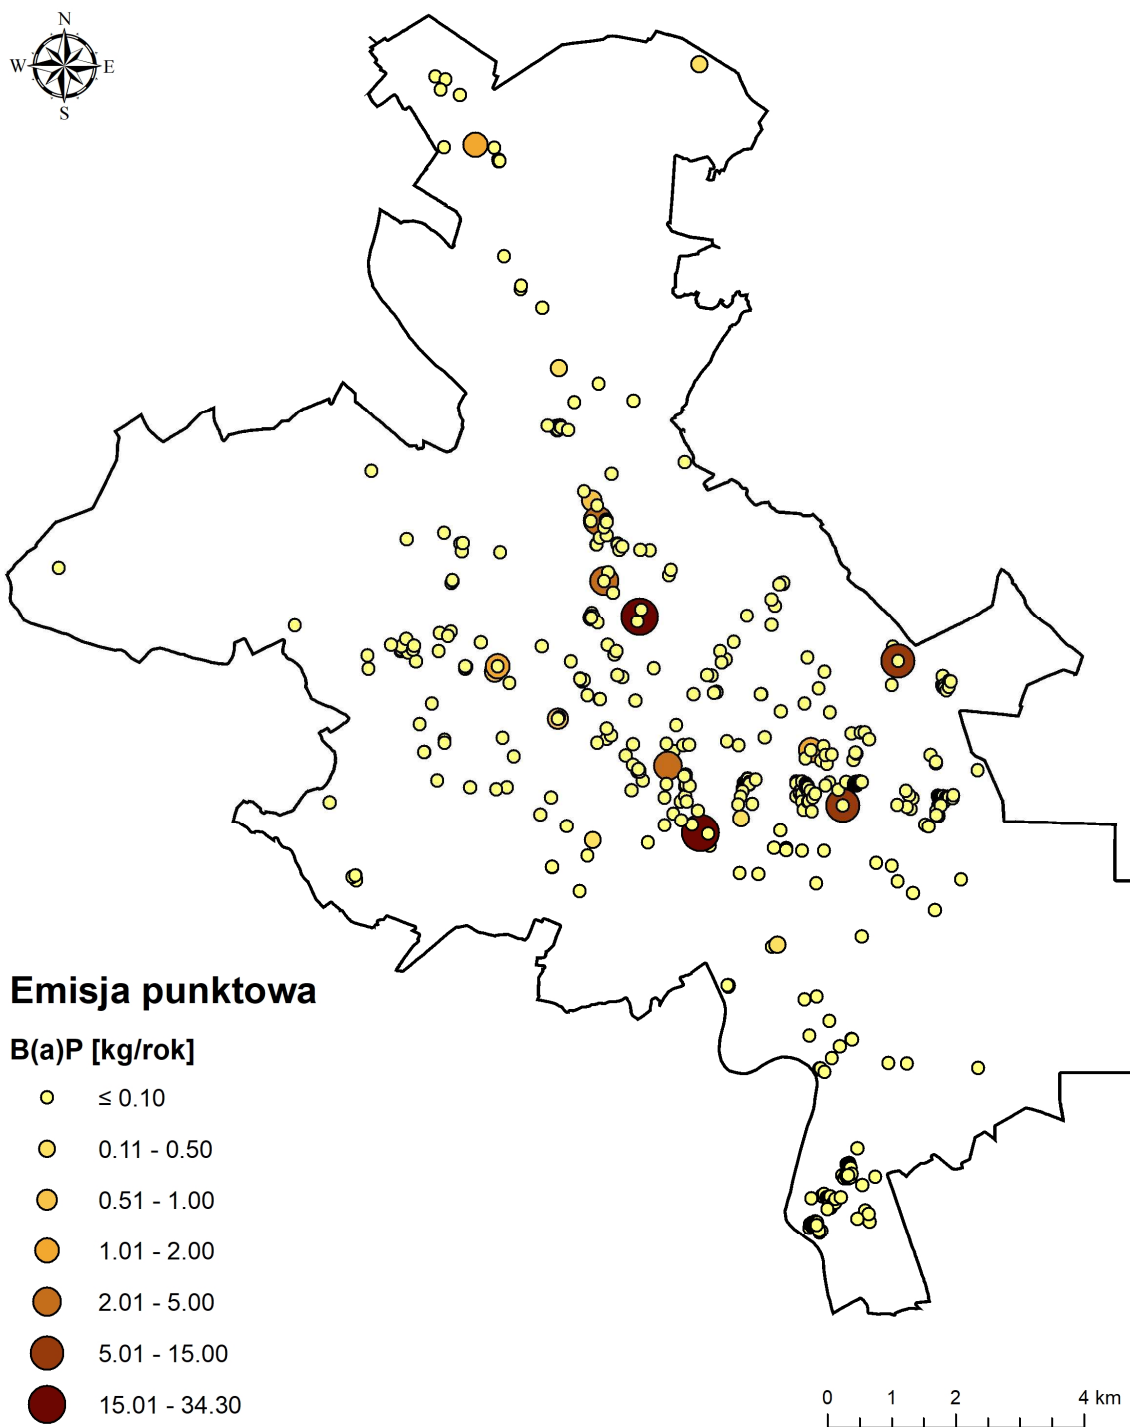 N
W E
S
Emisja punktowa
B(a)P [kg/rok]
≤ 0.10
0.11 - 0.50
0.51 - 1.00
1.01 - 2.00
2.01 - 5.00
5.01 - 15.00
15.01 - 34.30
0 1 2 4 km